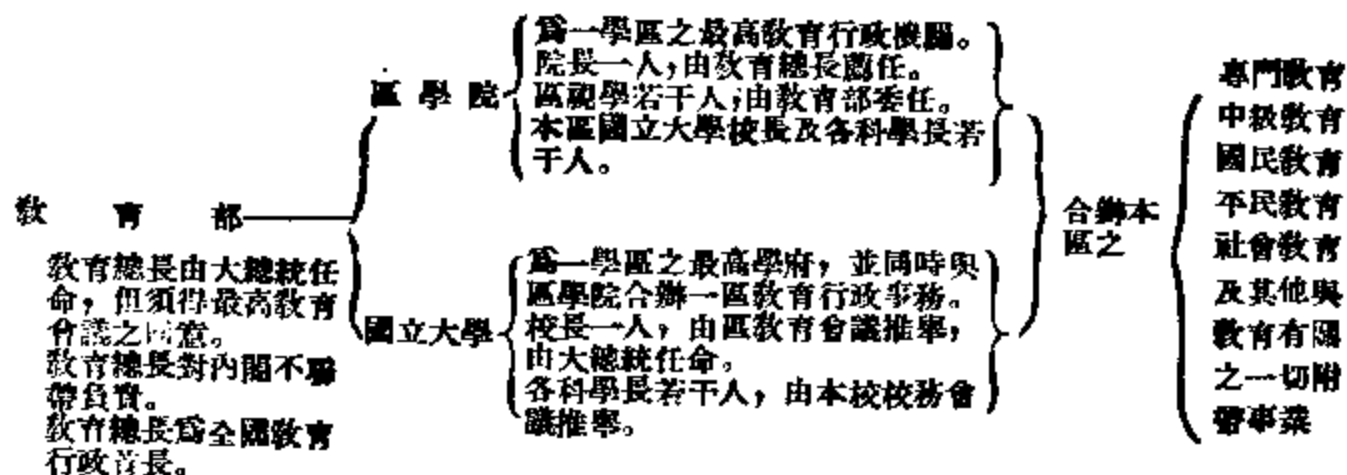 教育部
教育總長由大總統任
命，但須得最高教育
會議之同意。
教育總長對內閣不聯
帶負責。
教育總長爲全國教育
行政首長。
區學院
爲一學區之最高教育行政機關。
院長一人，由教育總長薦任。
區視學若干人，由教育部委任。
本區國立大學校長及各科學長若
干人。
國立大學
爲一學區之最高學府，並同時與
區學院合辦一區教育行政事務。
校長一人，由區教育會議推舉，
由大總統任命。
各科學長若干人，由本校校務會
議推舉。
合辦本
區之
專門教育
中級教育
國民教育
平民教育
社會教育
及其他與
教育有關
之一切附
屬事業